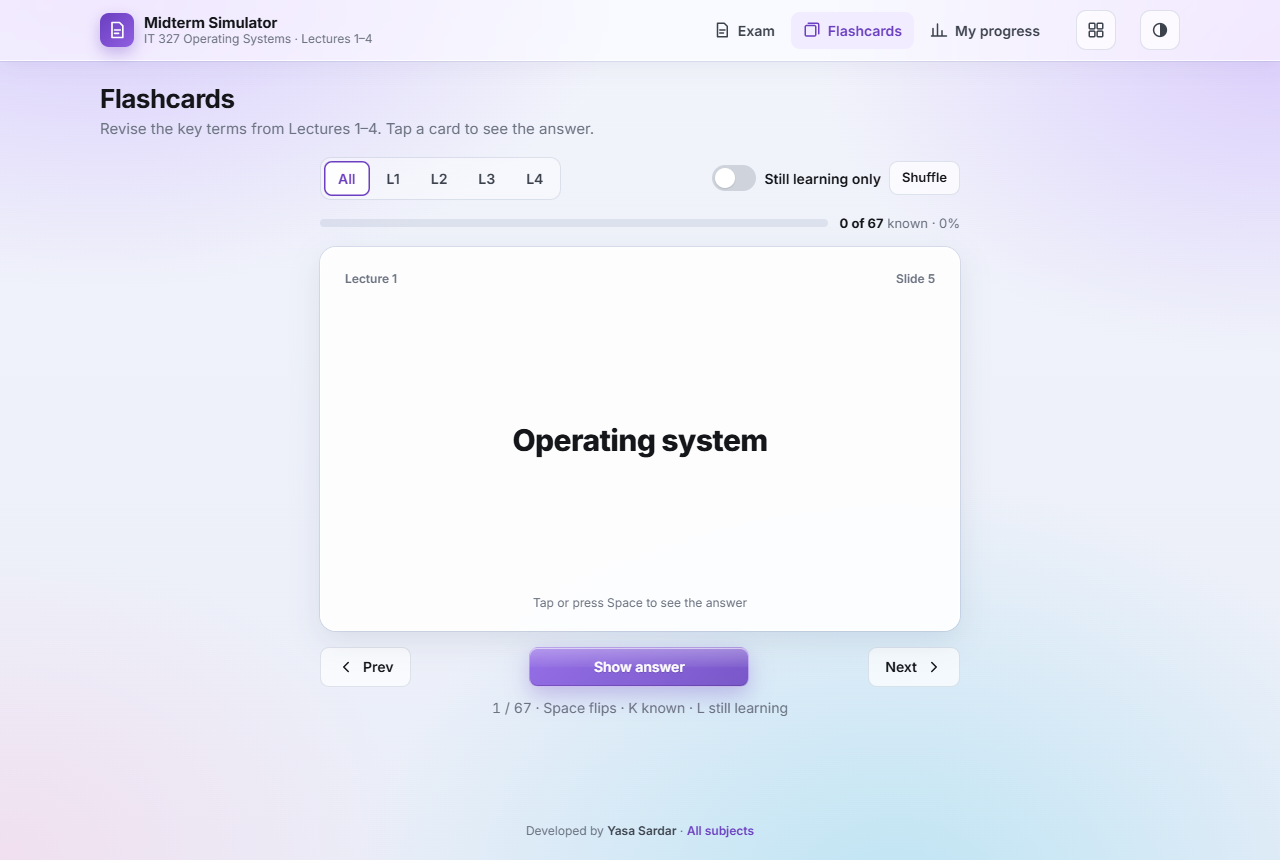 Midterm Simulator
IT 327 Operating Systems · Lectures 1–4
Exam
Flashcards
My progress
Flashcards
Revise the key terms from Lectures 1–4. Tap a card to see the answer.
All L1 L2 L3 L4
Still learning only
Shuffle
0 of 67 known · 0%
Lecture 1
Slide 5
Operating system
Tap or press Space to see the answer
Prev
Show answer
Next
1 / 67 · Space flips · K known · L still learning
Developed by Yasa Sardar · All subjects